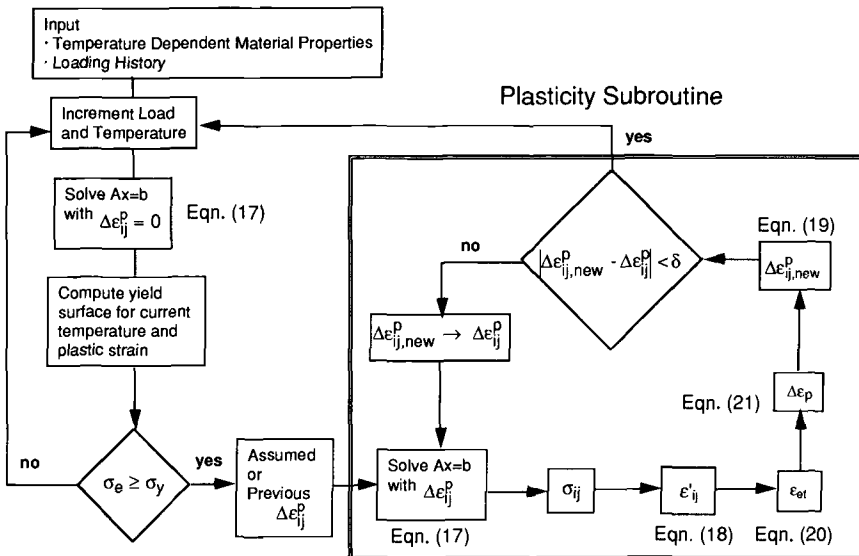 Input
· Temperature Dependent Material Properties
· Loading History
Plasticity Subroutine
Increment Load
and Temperature
yes
Solve Ax=b
with Δε^p_ij = 0
Eqn. (17)
Eqn. (19)
no
|Δε^p_ij,new - Δε^p_ij| < δ
Δε^p_ij,new
Compute yield
surface for current
temperature and
plastic strain
Δε^p_ij,new → Δε^p_ij
Eqn. (21)
Δε_p
no
σ_e ≥ σ_y
yes
Assumed
or
Previous
Δε^p_ij
Solve Ax=b
with Δε^p_ij
σ_ij
ε'_ij
ε_et
Eqn. (17)
Eqn. (18)
Eqn. (20)